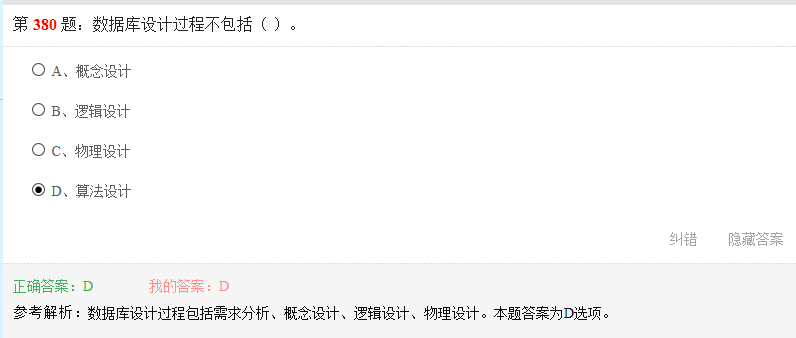 第 380 题：数据库设计过程不包括（ ）。
A、概念设计
B、逻辑设计
C、物理设计
D、算法设计
纠错 隐藏答案
正确答案：D 我的答案：D
参考解析：数据库设计过程包括需求分析、概念设计、逻辑设计、物理设计。本题答案为D选项。